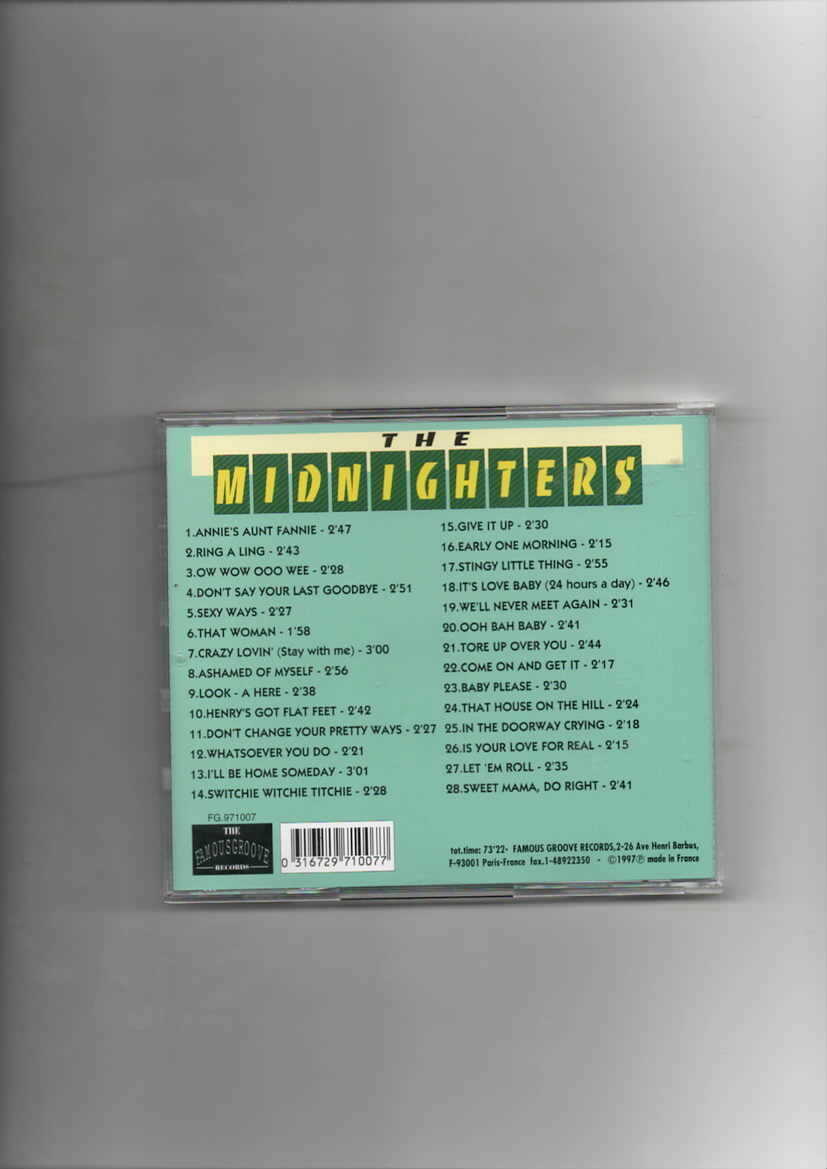 THE
MIDNIGHTERS
1.ANNIE'S AUNT FANNIE - 2'47
2.RING A LING - 2'43
3.OW WOW OOO WEE - 2'28
4.DON'T SAY YOUR LAST GOODBYE - 2'51
5.SEXY WAYS - 2'27
6.THAT WOMAN - 1'58
7.CRAZY LOVIN' (Stay with me) - 3'00
8.ASHAMED OF MYSELF - 2'56
9.LOOK - A HERE - 2'38
10.HENRY'S GOT FLAT FEET - 2'42
11.DON'T CHANGE YOUR PRETTY WAYS - 2'27
12.WHATSOEVER YOU DO - 2'21
13.I'LL BE HOME SOMEDAY - 3'01
14.SWITCHIE WITCHIE TITCHIE - 2'28
15.GIVE IT UP - 2'30
16.EARLY ONE MORNING - 2'15
17.STINGY LITTLE THING - 2'55
18.IT'S LOVE BABY (24 hours a day) - 2'46
19.WE'LL NEVER MEET AGAIN - 2'31
20.OOH BAH BABY - 2'41
21.TORE UP OVER YOU - 2'44
22.COME ON AND GET IT - 2'17
23.BABY PLEASE - 2'30
24.THAT HOUSE ON THE HILL - 2'24
25.IN THE DOORWAY CRYING - 2'18
26.IS YOUR LOVE FOR REAL - 2'15
27.LET 'EM ROLL - 2'35
28.SWEET MAMA, DO RIGHT - 2'41
FG.971007
THE
FAMOUSGROOVE
RECORDS
0 316729 710077
tot.time: 73'22- FAMOUS GROOVE RECORDS,2-26 Ave Henri Barbus,
F-93001 Paris-France fax.1-48922350 - ©1997℗ made in France